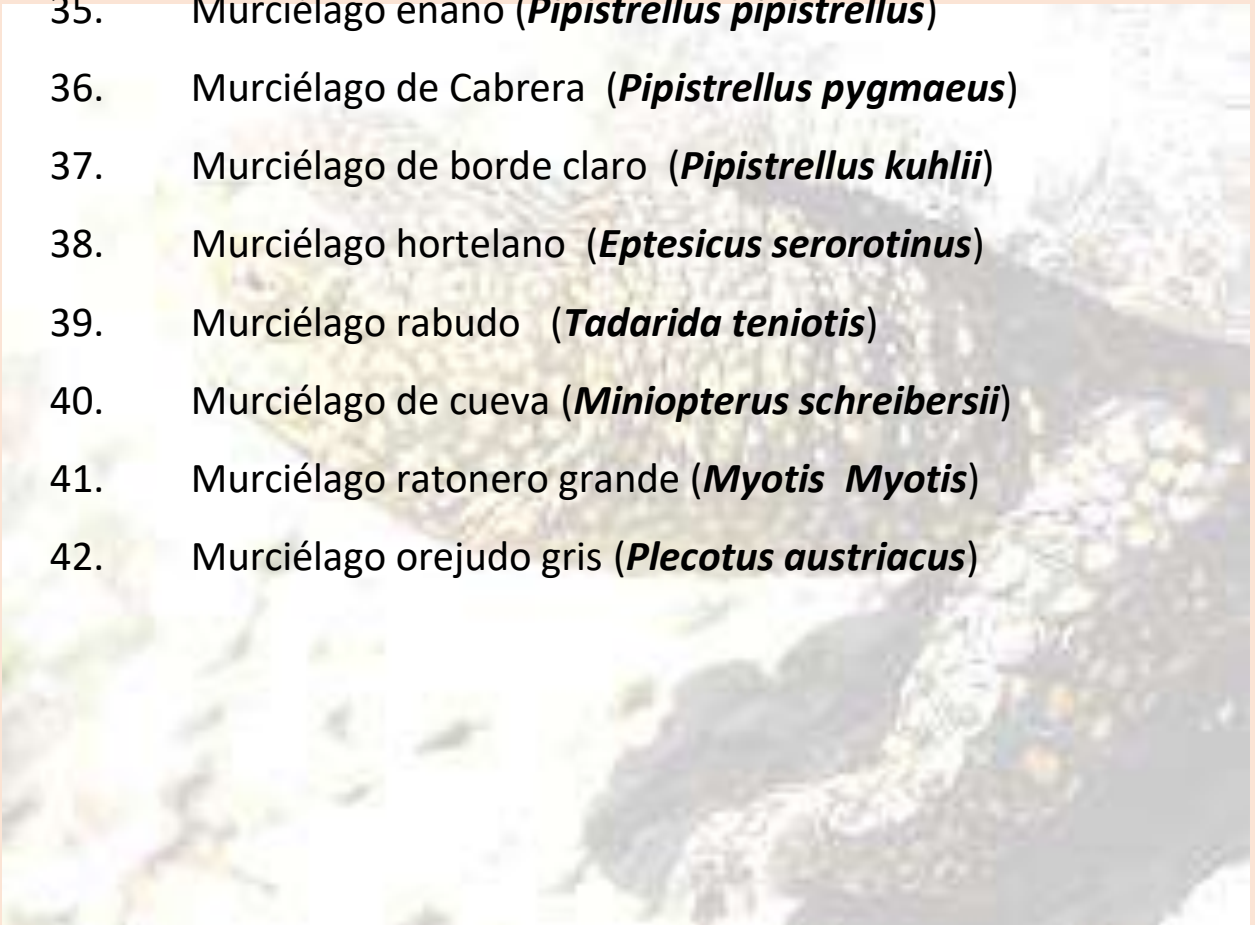 35. Murciélago enano (Pipistrellus pipistrellus)
36. Murciélago de Cabrera (Pipistrellus pygmaeus)
37. Murciélago de borde claro (Pipistrellus kuhlii)
38. Murciélago hortelano (Eptesicus serorotinus)
39. Murciélago rabudo (Tadarida teniotis)
40. Murciélago de cueva (Miniopterus schreibersii)
41. Murciélago ratonero grande (Myotis Myotis)
42. Murciélago orejudo gris (Plecotus austriacus)